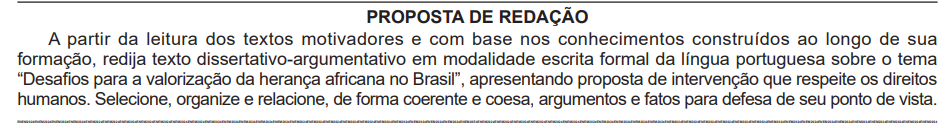 PROPOSTA DE REDAÇÃO
A partir da leitura dos textos motivadores e com base nos conhecimentos construídos ao longo de sua
formação, redija texto dissertativo-argumentativo em modalidade escrita formal da língua portuguesa sobre o tema
“Desafios para a valorização da herança africana no Brasil”, apresentando proposta de intervenção que respeite os direitos
humanos. Selecione, organize e relacione, de forma coerente e coesa, argumentos e fatos para defesa de seu ponto de vista.